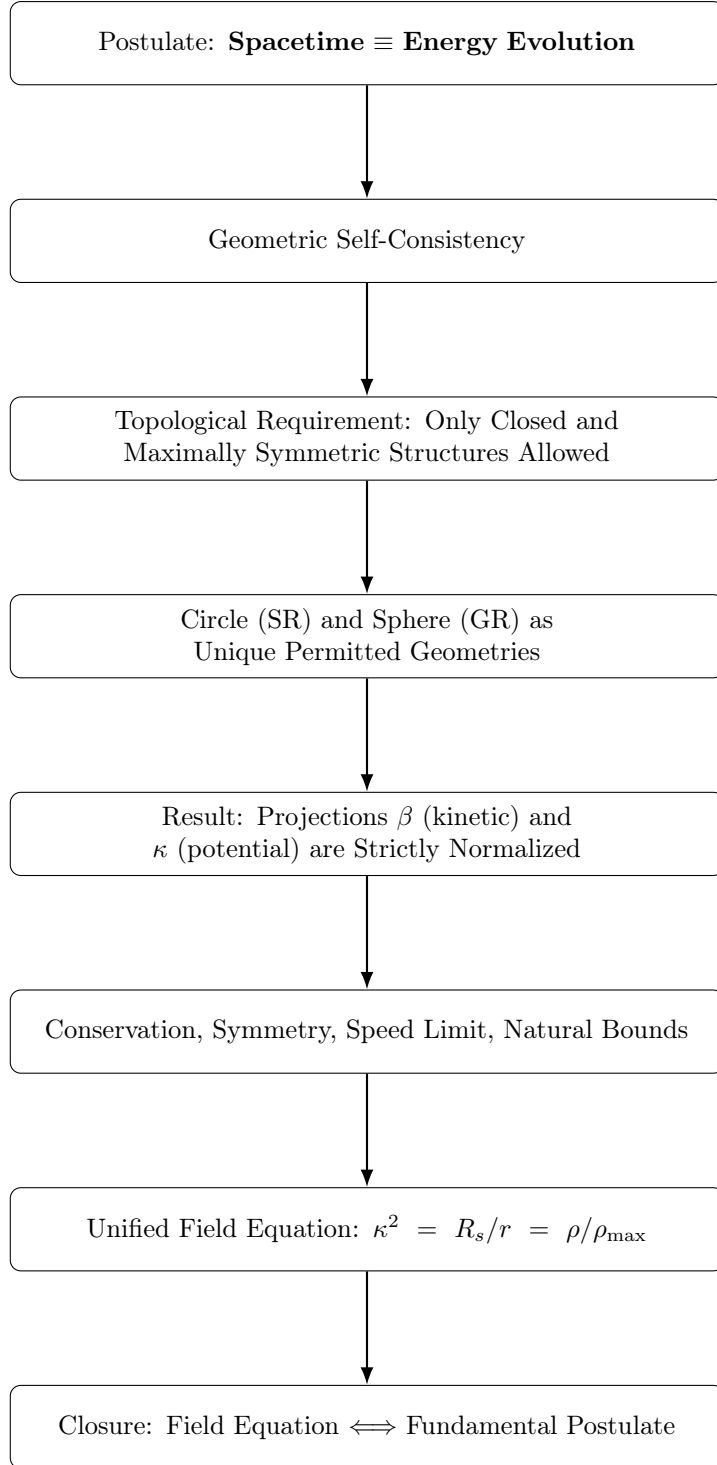 Postulate: Spacetime ≡ Energy Evolution
Geometric Self-Consistency
Topological Requirement: Only Closed and
Maximally Symmetric Structures Allowed
Circle (SR) and Sphere (GR) as
Unique Permitted Geometries
Result: Projections β (kinetic) and
κ (potential) are Strictly Normalized
Conservation, Symmetry, Speed Limit, Natural Bounds
Unified Field Equation: κ² = Rₛ/r = ρ/ρ_max
Closure: Field Equation ⟺ Fundamental Postulate